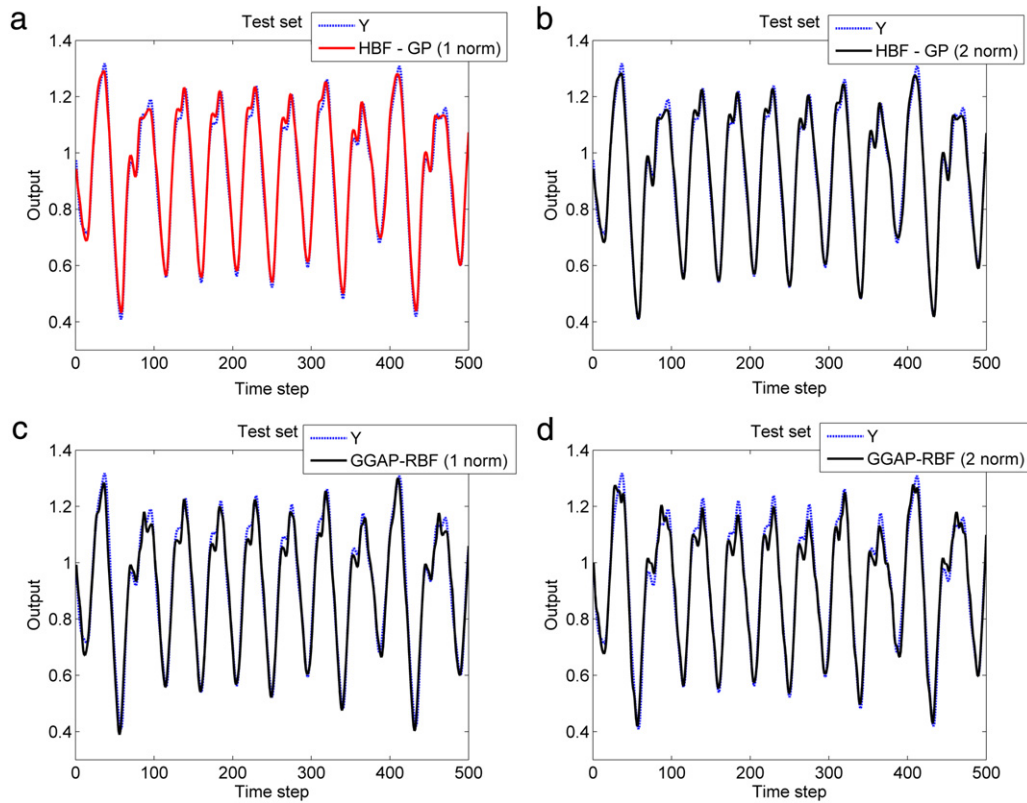 a
Test set
Y
HBF - GP (1 norm)
1.4
1.2
1
0.8
0.6
0.4
Output
0 100 200 300 400 500
Time step
b
Test set
Y
HBF - GP (2 norm)
1.4
1.2
1
0.8
0.6
0.4
Output
0 100 200 300 400 500
Time step
c
Test set
Y
GGAP-RBF (1 norm)
1.4
1.2
1
0.8
0.6
0.4
Output
0 100 200 300 400 500
Time step
d
Test set
Y
GGAP-RBF (2 norm)
1.4
1.2
1
0.8
0.6
0.4
Output
0 100 200 300 400 500
Time step